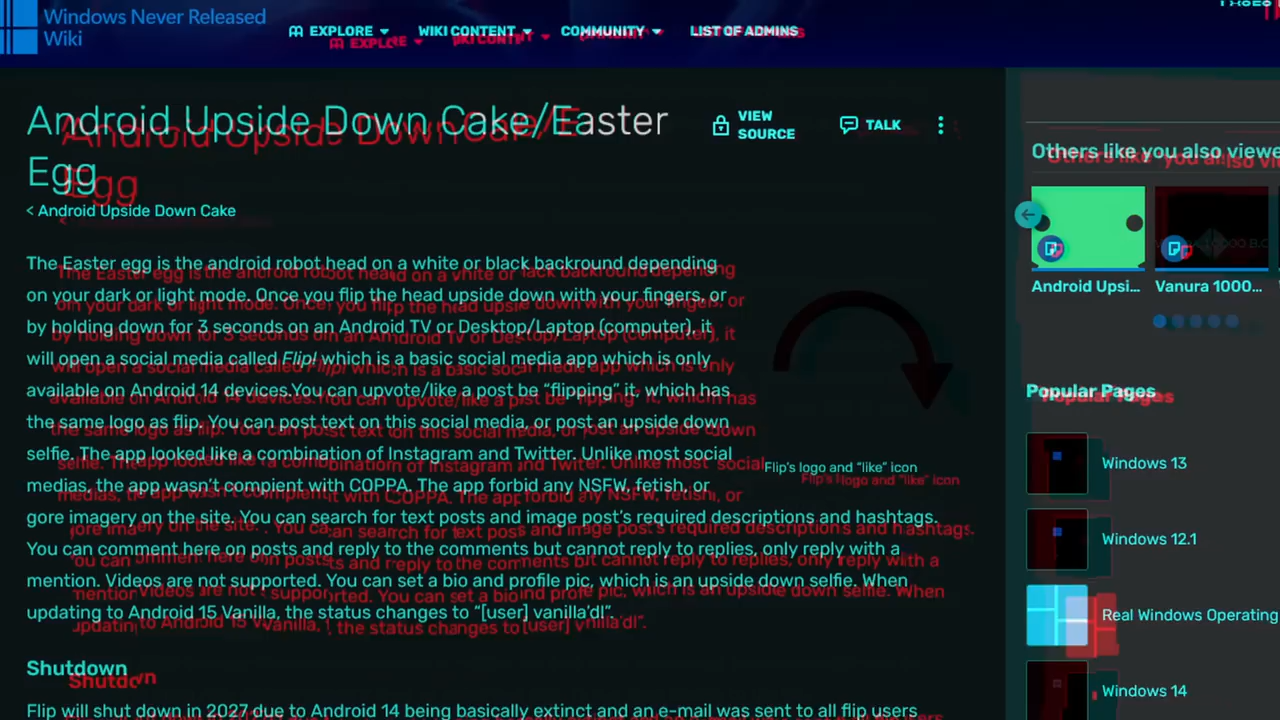 Windows Never Released
Wiki
EXPLORE
WIKI CONTENT
COMMUNITY
LIST OF ADMINS
Android Upside Down Cake/Easter
Egg
VIEW
SOURCE
TALK
< Android Upside Down Cake
The Easter egg is the android robot head on a white or black backround depending
on your dark or light mode. Once you flip the head upside down with your fingers, or
by holding down for 3 seconds on an Android TV or Desktop/Laptop (computer), it
will open a social media called Flip! which is a basic social media app which is only
available on Android 14 devices.You can upvote/like a post be “flipping” it, which has
the same logo as flip. You can post text on this social media, or post an upside down
selfie. The app looked like a combination of Instagram and Twitter. Unlike most social
medias, the app wasn’t compient with COPPA. The app forbid any NSFW, fetish, or
gore imagery on the site. You can search for text posts and image post’s required descriptions and hashtags.
You can comment here on posts and reply to the comments but cannot reply to replies, only reply with a
mention. Videos are not supported. You can set a bio and profile pic, which is an upside down selfie. When
updating to Android 15 Vanilla, the status changes to “[user] vanilla’dl”.
Flip’s logo and “like” icon
Shutdown
Flip will shut down in 2027 due to Android 14 being basically extinct and an e-mail was sent to all flip users
Others like you also viewe
Android Upsi...
Vanura 1000...
Popular Pages
Windows 13
Windows 12.1
Real Windows Operating
Windows 14